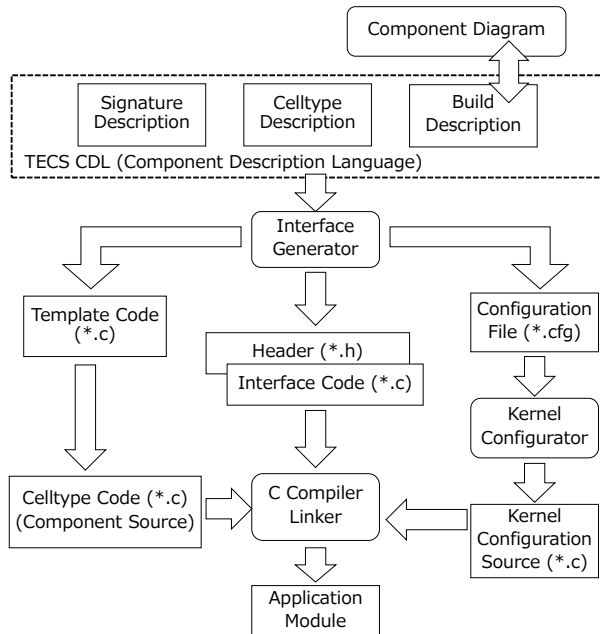 Component Diagram
Signature
Description
Celltype
Description
Build
Description
TECS CDL (Component Description Language)
Interface
Generator
Template Code
(*.c)
Header (*.h)
Interface Code (*.c)
Configuration
File (*.cfg)
Kernel
Configurator
Celltype Code (*.c)
(Component Source)
C Compiler
Linker
Kernel
Configuration
Source (*.c)
Application
Module